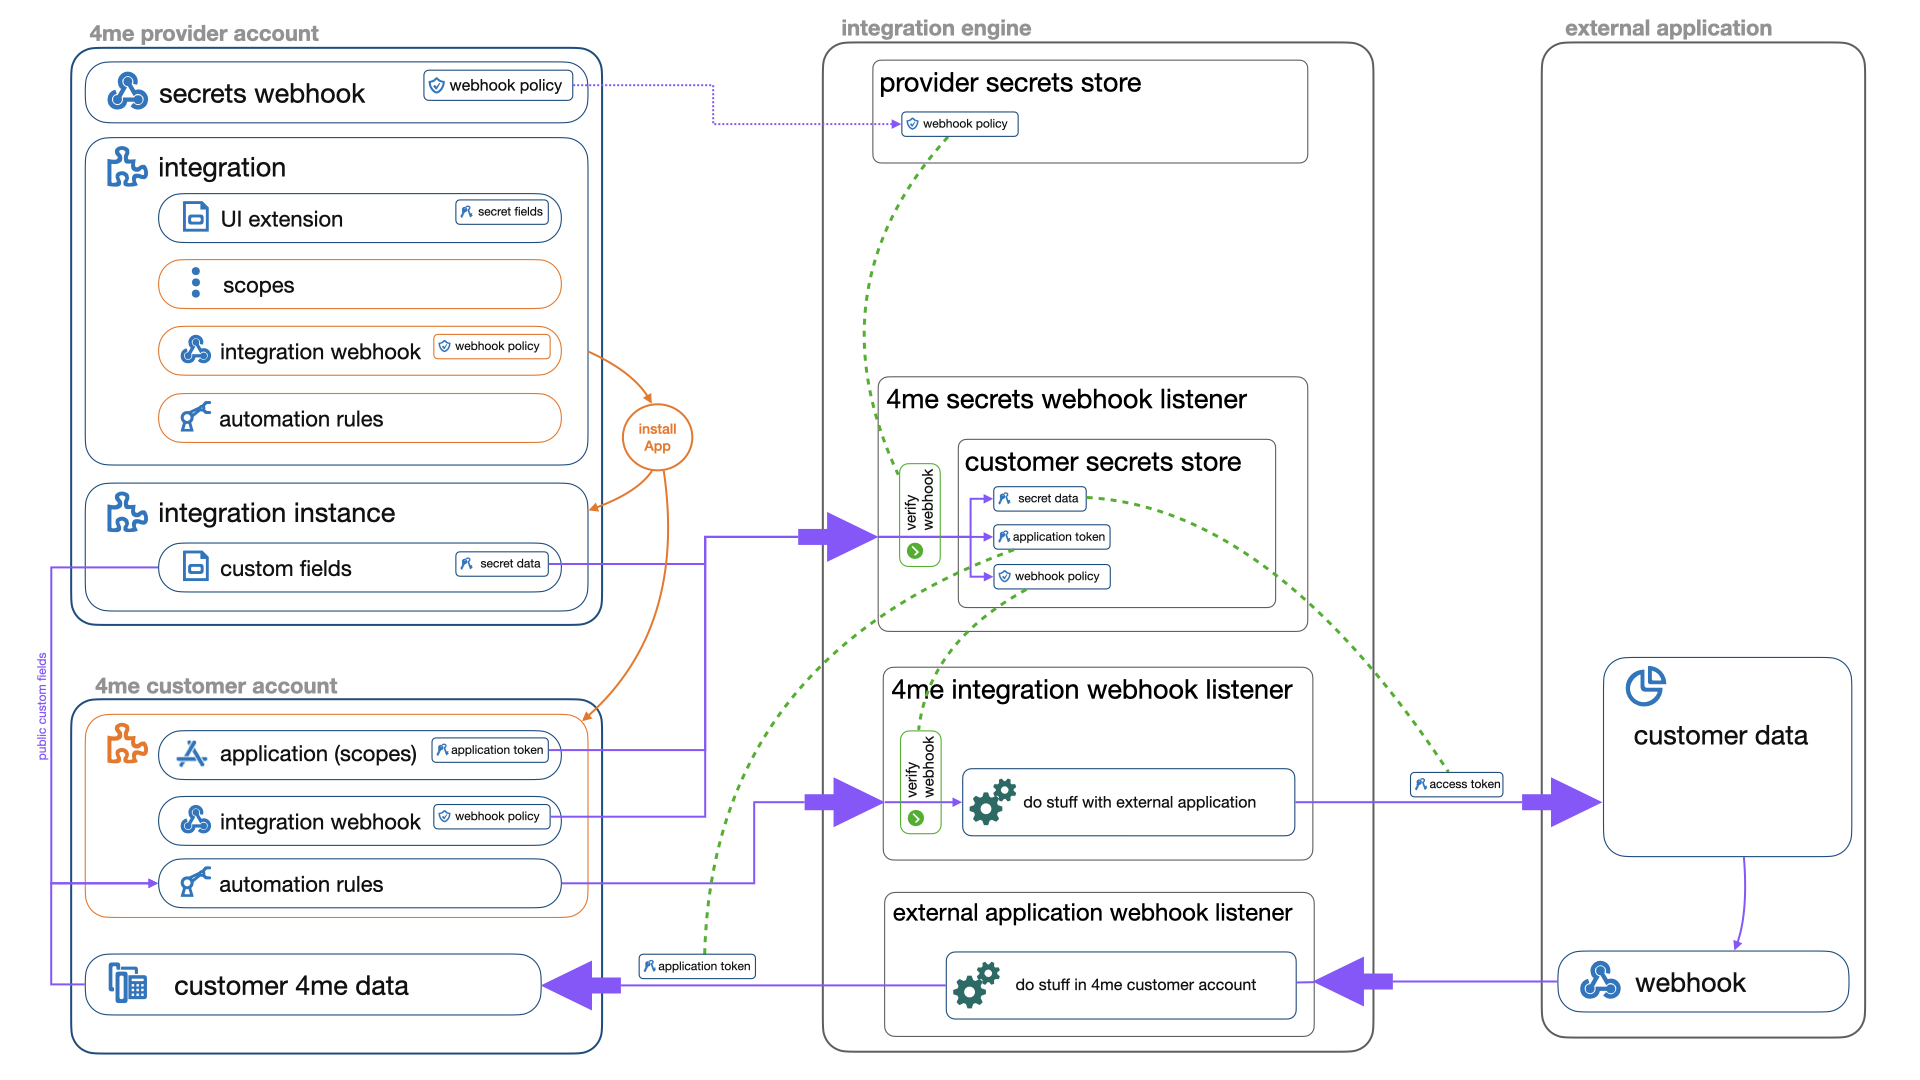 4me provider account
secrets webhook
webhook policy
integration
UI extension
secret fields
scopes
integration webhook
webhook policy
automation rules
install
App
integration instance
custom fields
secret data
public custom fields
4me customer account
application (scopes)
application token
integration webhook
webhook policy
automation rules
customer 4me data
application token
integration engine
provider secrets store
webhook policy
4me secrets webhook listener
verify
webhook
customer secrets store
secret data
application token
webhook policy
4me integration webhook listener
verify
webhook
do stuff with external application
external application webhook listener
do stuff in 4me customer account
access token
external application
customer data
webhook